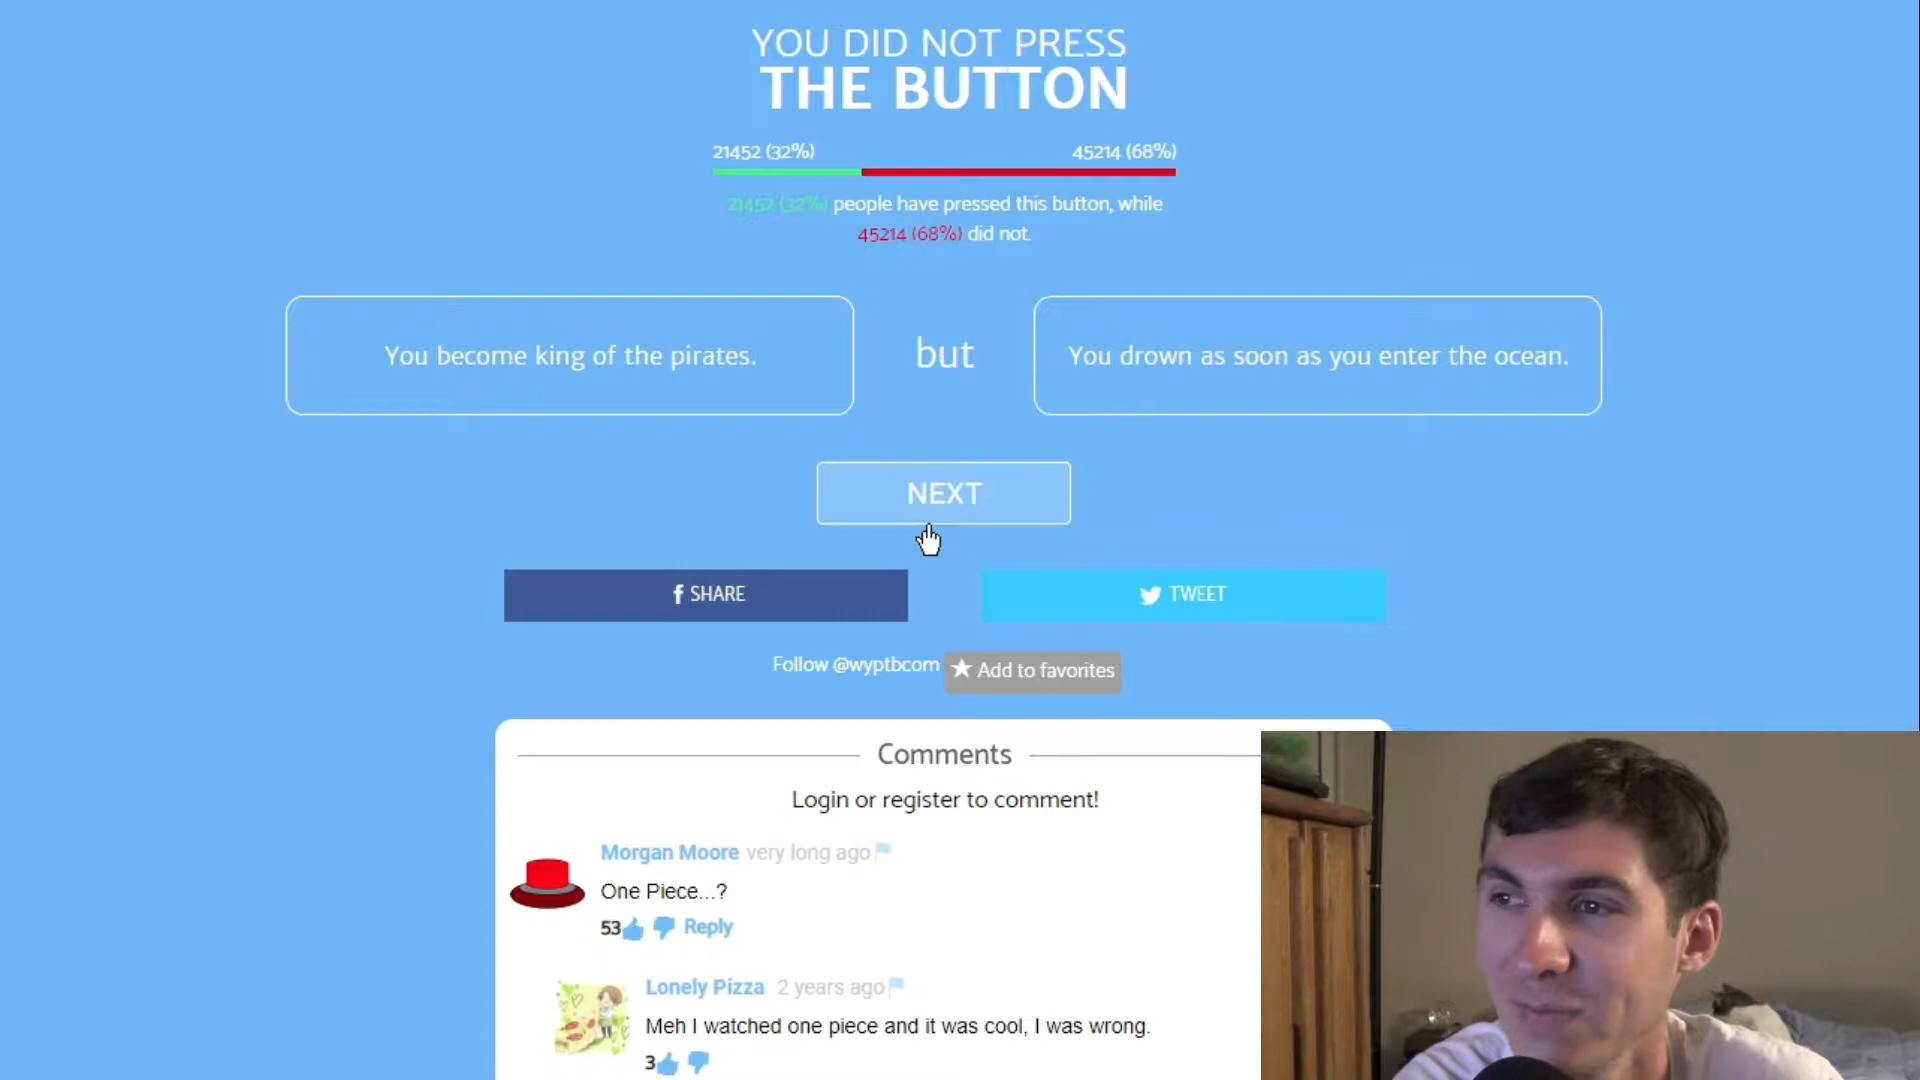 YOU DID NOT PRESS
THE BUTTON
21452 (32%)
45214 (68%)
21452 (32%) people have pressed this button, while
45214 (68%) did not.
You become king of the pirates.
but
You drown as soon as you enter the ocean.
NEXT
f SHARE
TWEET
Follow @wyptbcom
Add to favorites
Comments
Login or register to comment!
Morgan Moore very long ago
One Piece...?
53 Reply
Lonely Pizza 2 years ago
Meh I watched one piece and it was cool, I was wrong.
3